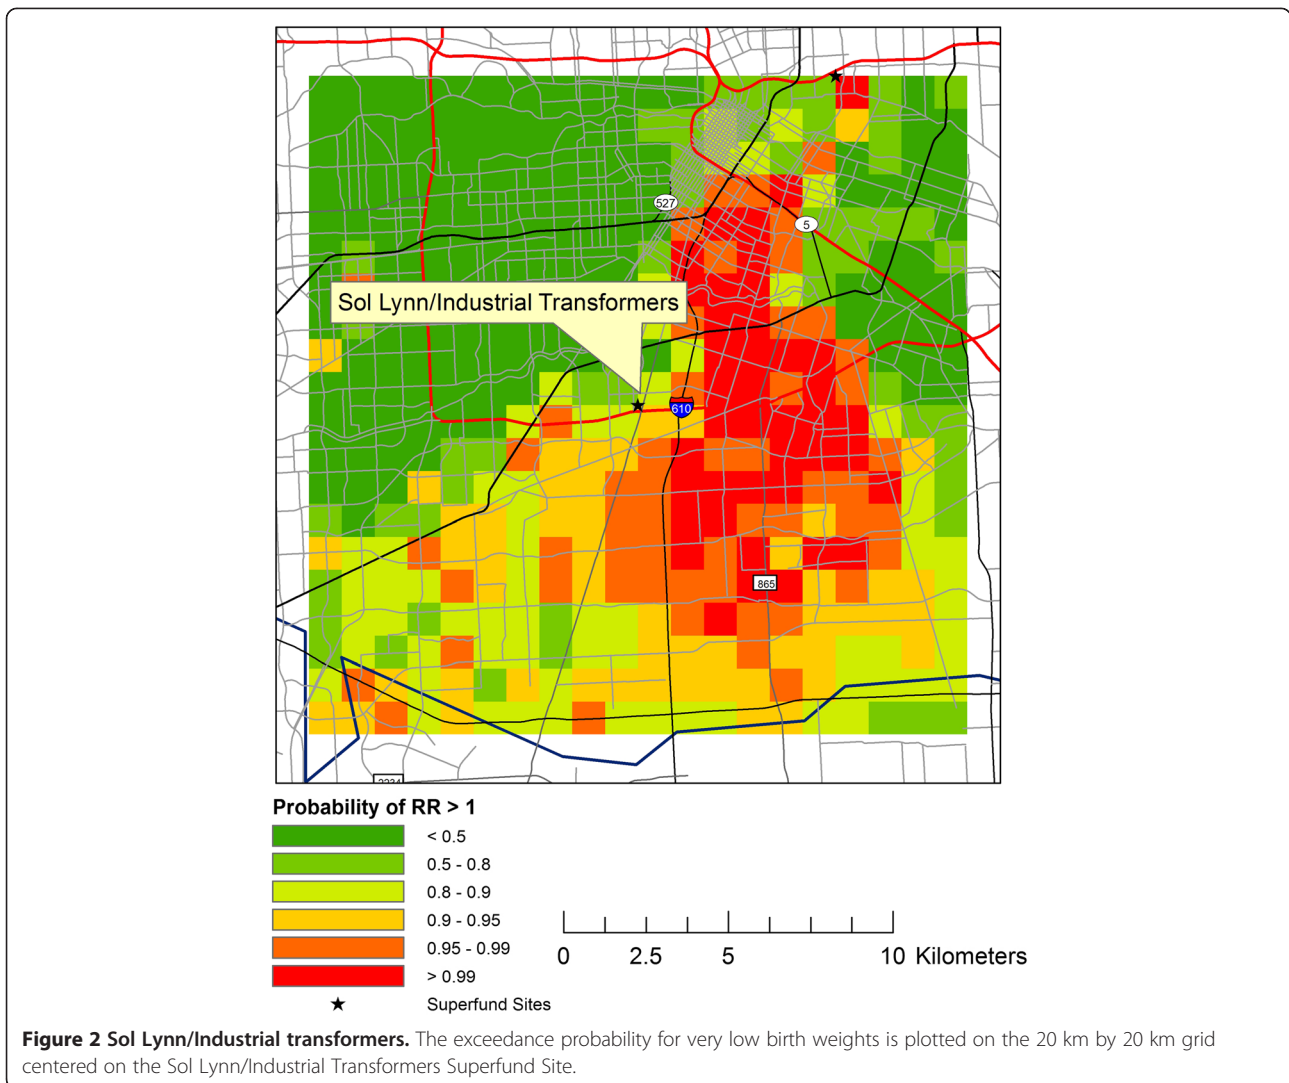 527
5
Sol Lynn/Industrial Transformers
610
865
Probability of RR > 1
< 0.5
0.5 - 0.8
0.8 - 0.9
0.9 - 0.95
0.95 - 0.99
> 0.99
Superfund Sites
0 2.5 5 10 Kilometers
Figure 2 Sol Lynn/Industrial transformers. The exceedance probability for very low birth weights is plotted on the 20 km by 20 km grid
centered on the Sol Lynn/Industrial Transformers Superfund Site.